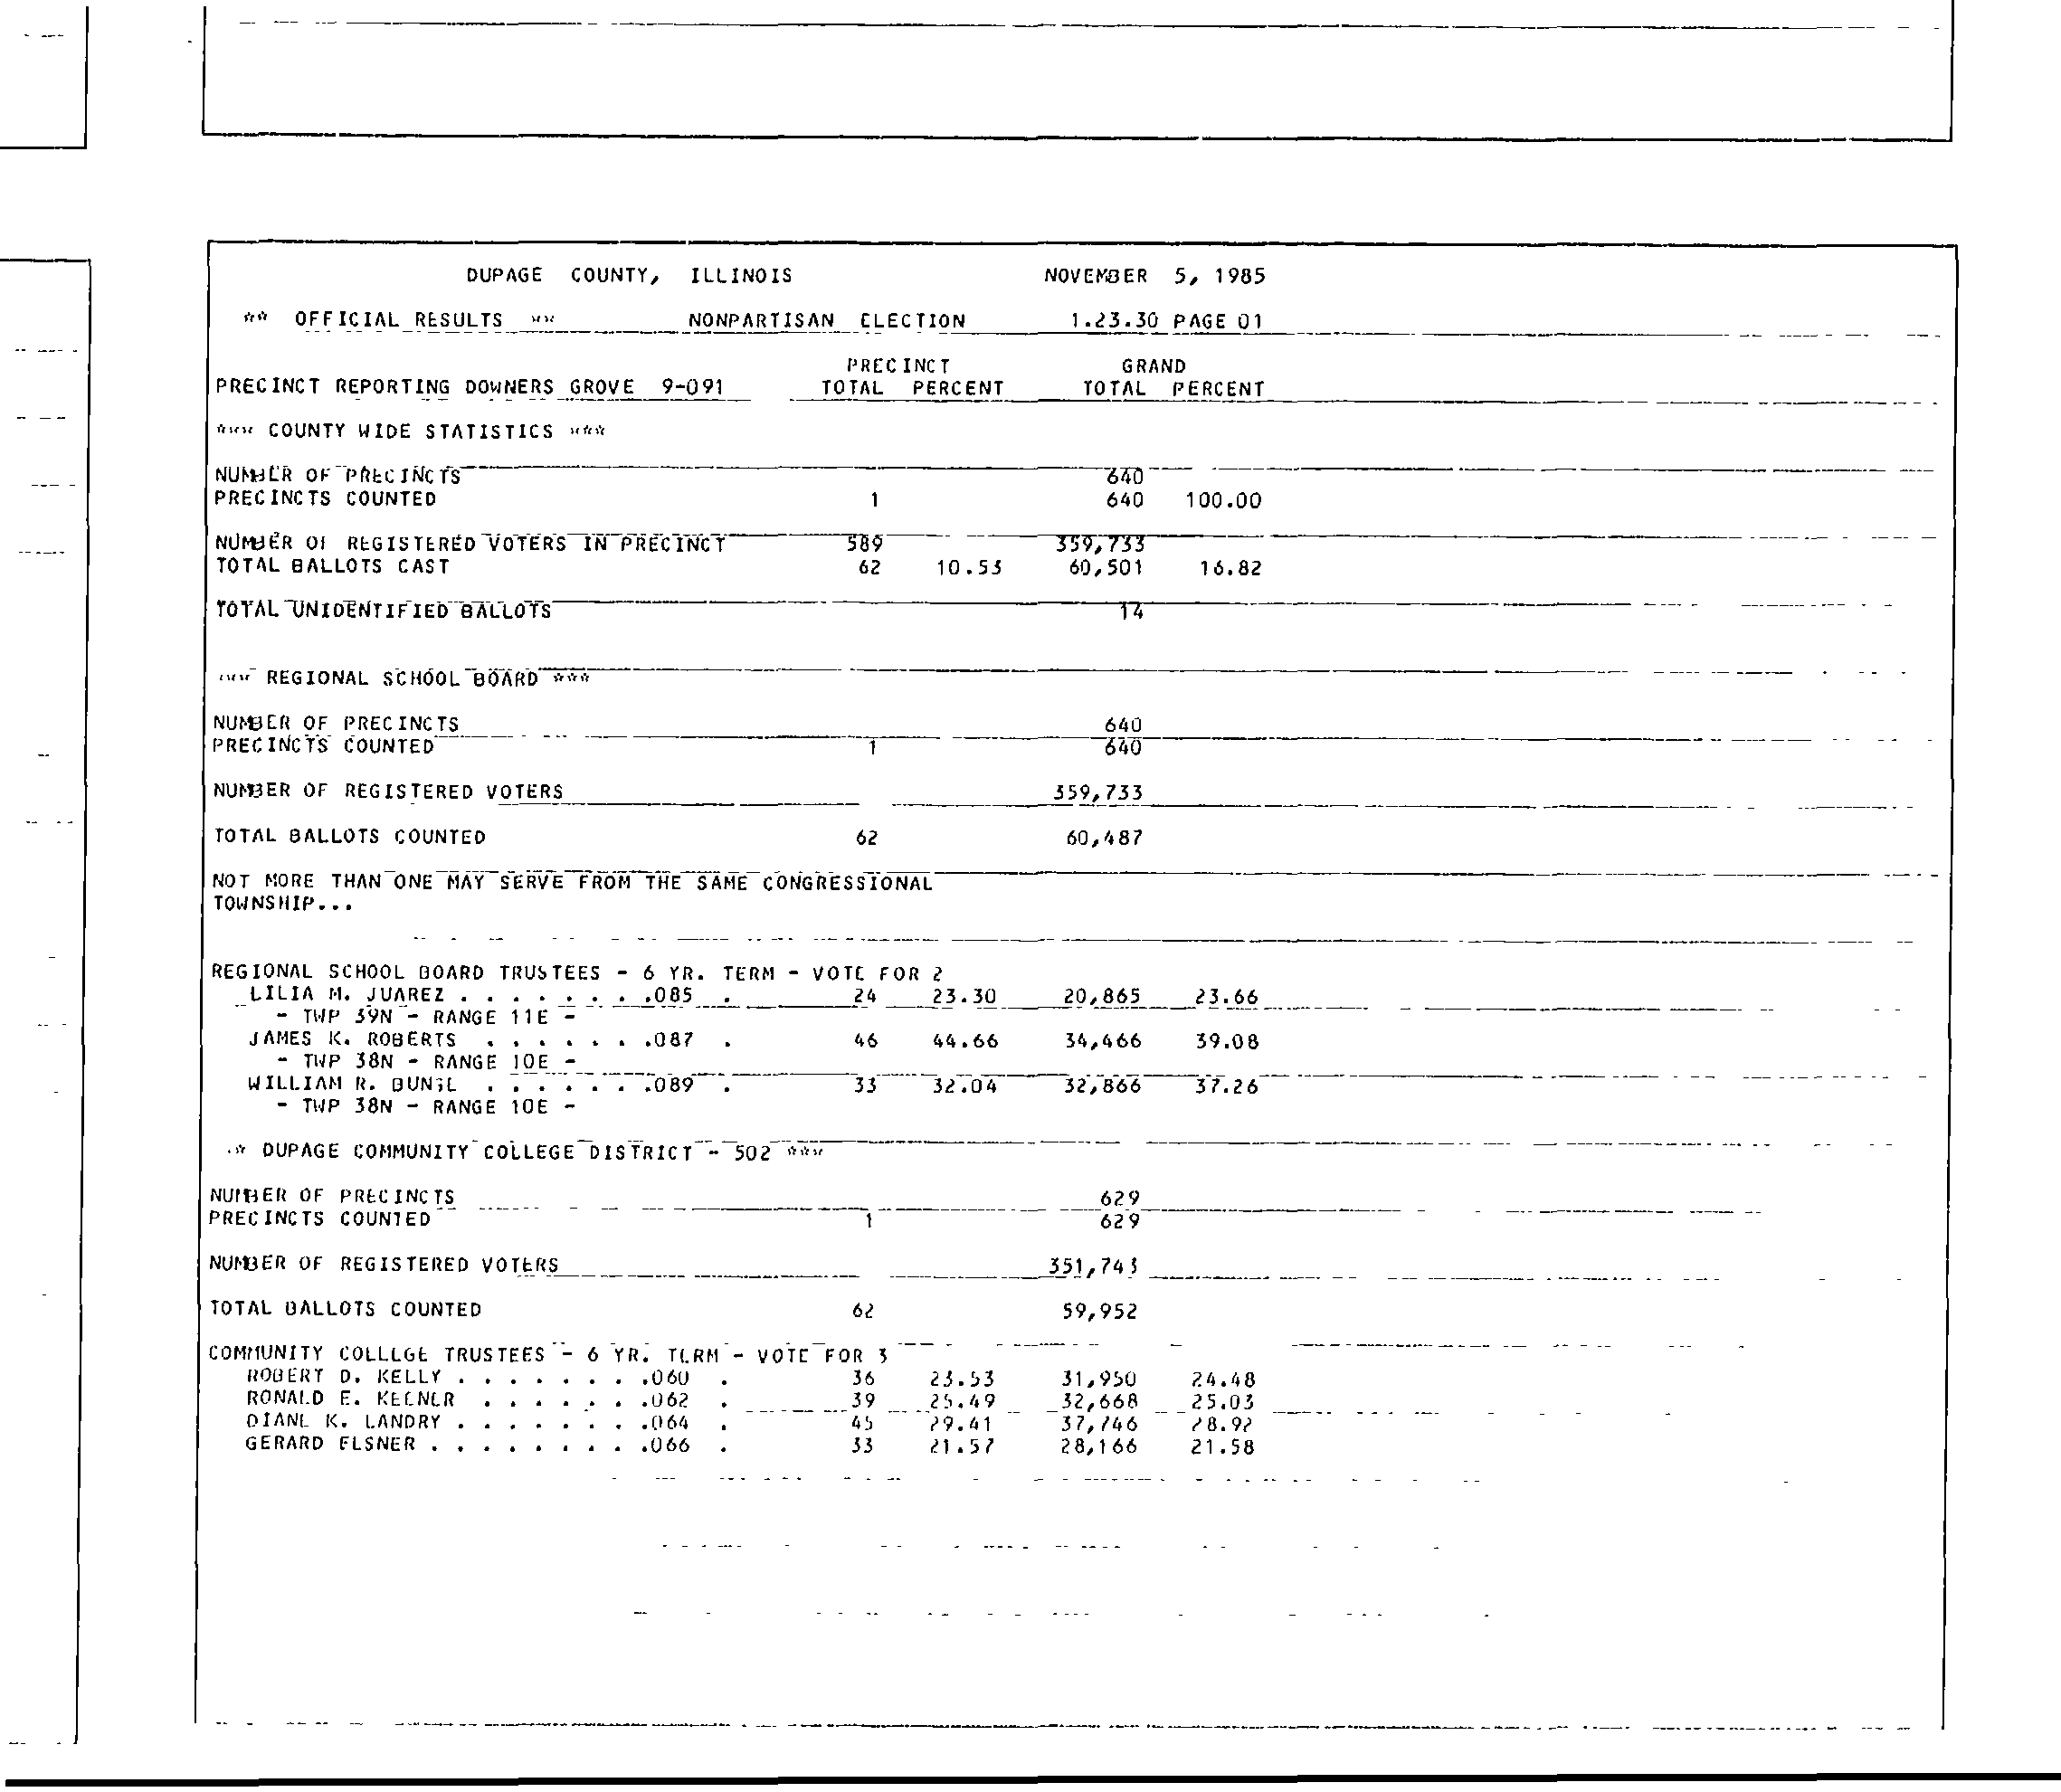 DUPAGE COUNTY, ILLINOIS NOVEMBER 5, 1985
** OFFICIAL RESULTS ** NONPARTISAN ELECTION 1.23.30 PAGE 01
PRECINCT GRAND
PRECINCT REPORTING DOWNERS GROVE 9-091 TOTAL PERCENT TOTAL PERCENT
*** COUNTY WIDE STATISTICS ***
NUMBER OF PRECINCTS 640
PRECINCTS COUNTED 1 640 100.00
NUMBER OF REGISTERED VOTERS IN PRECINCT 589 359,733
TOTAL BALLOTS CAST 62 10.53 60,501 16.82
TOTAL UNIDENTIFIED BALLOTS 14
*** REGIONAL SCHOOL BOARD ***
NUMBER OF PRECINCTS 640
PRECINCTS COUNTED 1 640
NUMBER OF REGISTERED VOTERS 359,733
TOTAL BALLOTS COUNTED 62 60,487
NOT MORE THAN ONE MAY SERVE FROM THE SAME CONGRESSIONAL
TOWNSHIP...
REGIONAL SCHOOL BOARD TRUSTEES - 6 YR. TERM - VOTE FOR 2
LILIA M. JUAREZ . . . . . . . .085 . 24 23.30 20,865 23.66
- TWP 39N - RANGE 11E -
JAMES K. ROBERTS . . . . . . .087 . 46 44.66 34,466 39.08
- TWP 38N - RANGE 10E -
WILLIAM R. . . . . . . .089 . 33 32.04 32,866 37.26
- TWP 38N - RANGE 10E -
** DUPAGE COMMUNITY COLLEGE DISTRICT - 502 ***
NUMBER OF PRECINCTS 629
PRECINCTS COUNTED 1 629
NUMBER OF REGISTERED VOTERS 351,743
TOTAL BALLOTS COUNTED 62 59,952
COMMUNITY COLLEGE TRUSTEES - 6 YR. TERM - VOTE FOR 3
ROBERT D. KELLY . . . . . . . .060 . 36 23.53 31,950 24.48
RONALD E. KEENER . . . . . . .062 . 39 25.49 32,668 25.03
DIANE K. LANDRY . . . . . . . .064 . 45 29.41 37,746 28.92
GERARD ELSNER . . . . . . . . .066 . 33 21.57 28,166 21.58